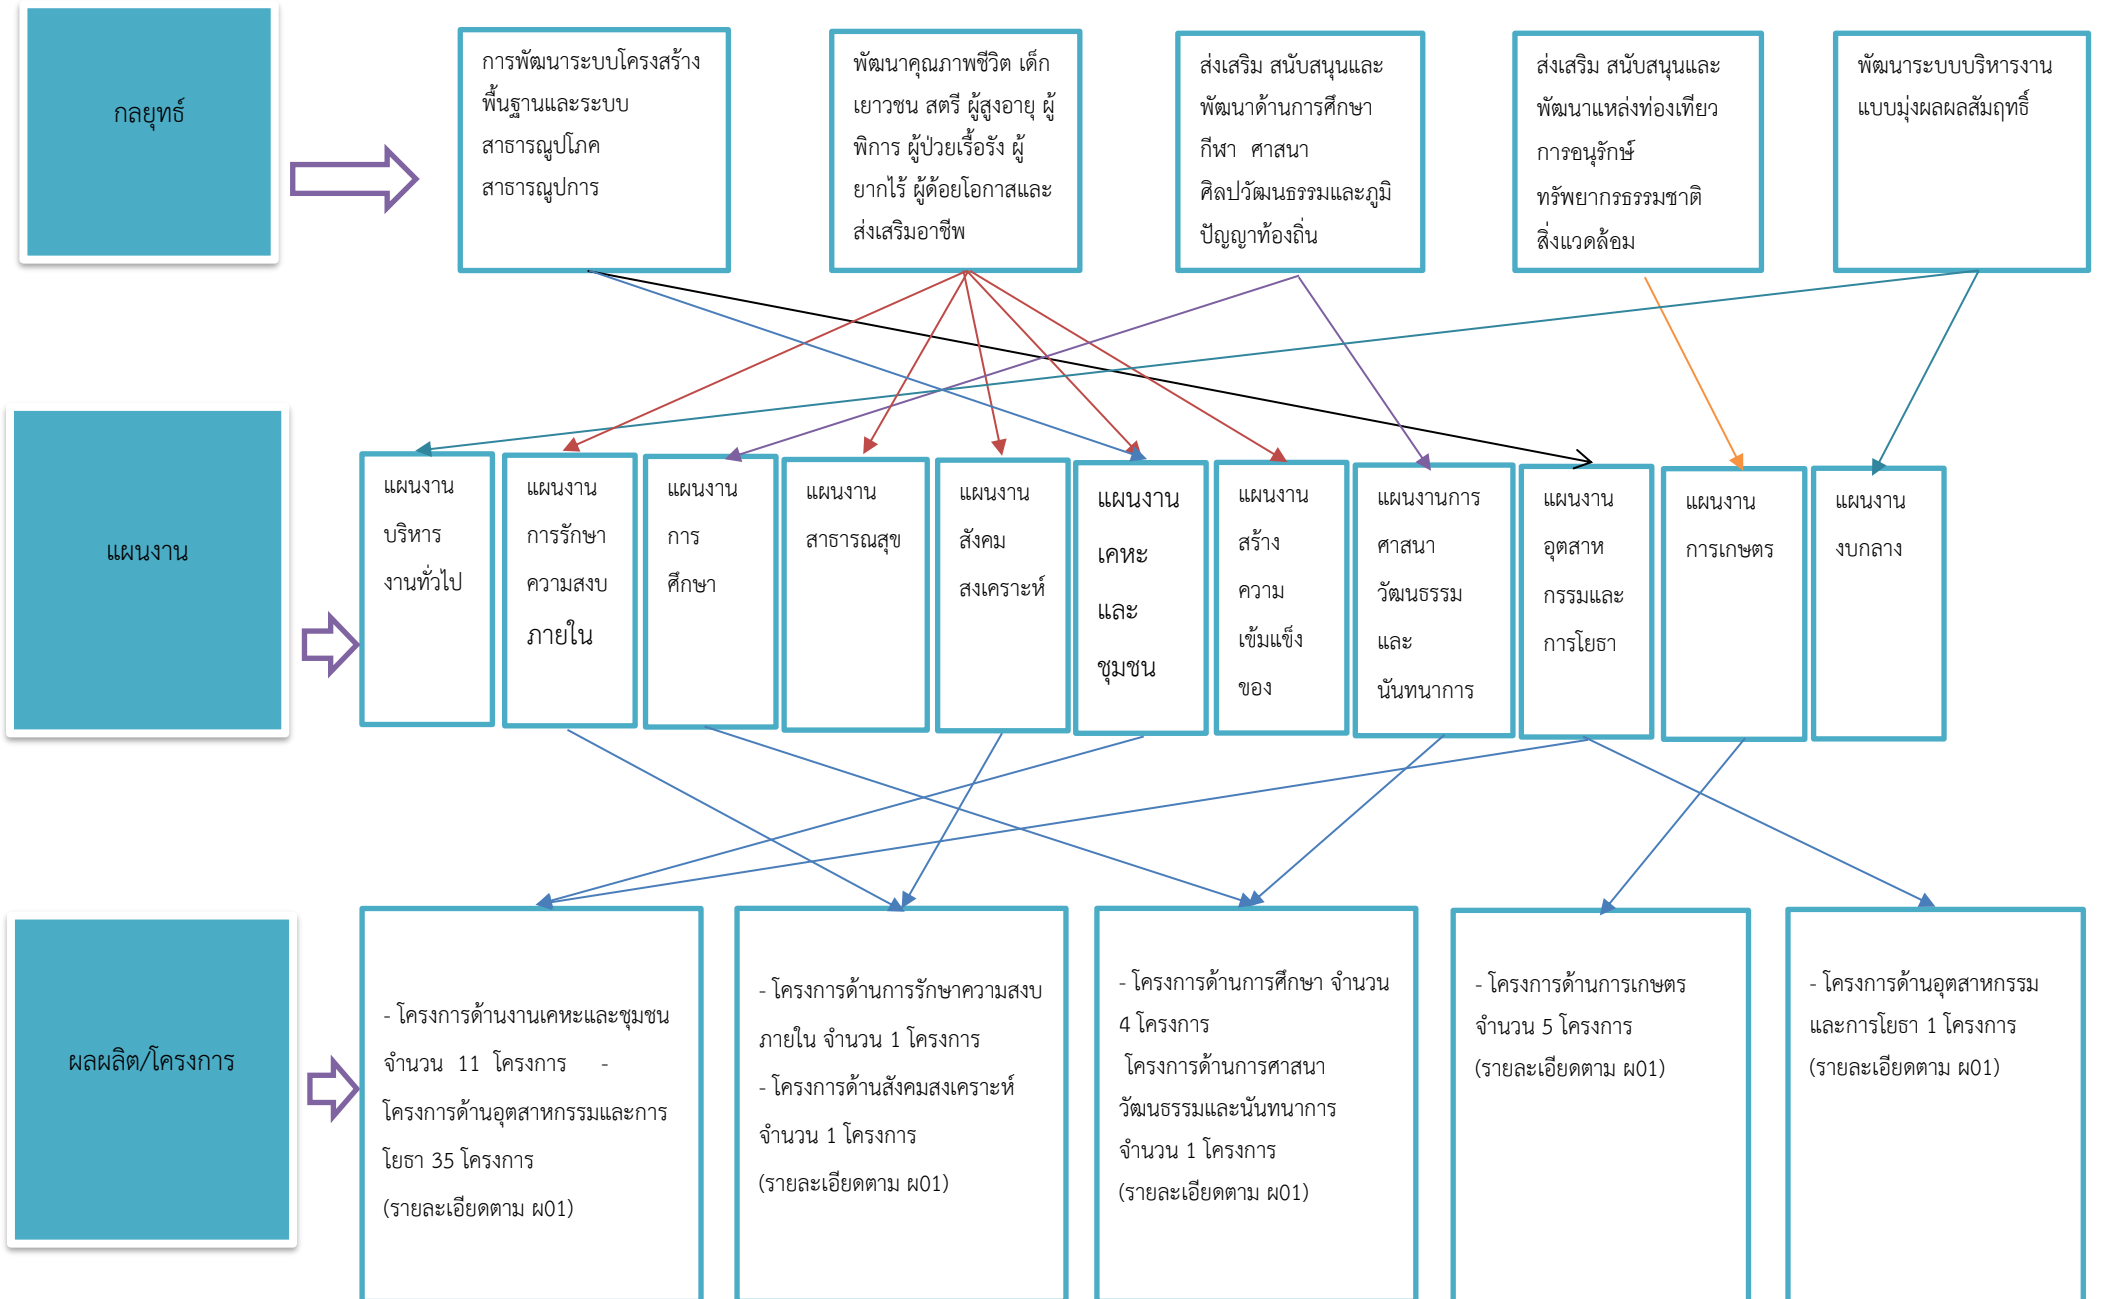 กลยุทธ์
การพัฒนาระบบโครงสร้าง
พื้นฐานและระบบ
สาธารณูปโภค
สาธารณูปการ
พัฒนาคุณภาพชีวิต เด็ก
เยาวชน สตรี ผู้สูงอายุ ผู้
พิการ ผู้ป่วยเรื้อรัง ผู้
ยากไร้ ผู้ด้อยโอกาสและ
ส่งเสริมอาชีพ
ส่งเสริม สนับสนุนและ
พัฒนาด้านการศึกษา
กีฬา ศาสนา
ศิลปวัฒนธรรมและภูมิ
ปัญญาท้องถิ่น
ส่งเสริม สนับสนุนและ
พัฒนาแหล่งท่องเทียว
การอนุรักษ์
ทรัพยากรธรรมชาติ
สิ่งแวดล้อม
พัฒนาระบบบริหารงาน
แบบมุ่งผลผลสัมฤทธิ์
แผนงาน
แผนงาน
บริหาร
งานทั่วไป
แผนงาน
การรักษา
ความสงบ
ภายใน
แผนงาน
การ
ศึกษา
แผนงาน
สาธารณสุข
แผนงาน
สังคม
สงเคราะห์
แผนงาน
เคหะ
และ
ชุมชน
แผนงาน
สร้าง
ความ
เข้มแข็ง
ของ
แผนงานการ
ศาสนา
วัฒนธรรม
และ
นันทนาการ
แผนงาน
อุตสาห
กรรมและ
การโยธา
แผนงาน
การเกษตร
แผนงาน
งบกลาง
ผลผลิต/โครงการ
- โครงการด้านงานเคหะและชุมชน
จำนวน 11 โครงการ -
โครงการด้านอุตสาหกรรมและการ
โยธา 35 โครงการ
(รายละเอียดตาม ผ01)
- โครงการด้านการรักษาความสงบ
ภายใน จำนวน 1 โครงการ
- โครงการด้านสังคมสงเคราะห์
จำนวน 1 โครงการ
(รายละเอียดตาม ผ01)
- โครงการด้านการศึกษา จำนวน
4 โครงการ
โครงการด้านการศาสนา
วัฒนธรรมและนันทนาการ
จำนวน 1 โครงการ
(รายละเอียดตาม ผ01)
- โครงการด้านการเกษตร
จำนวน 5 โครงการ
(รายละเอียดตาม ผ01)
- โครงการด้านอุตสาหกรรม
และการโยธา 1 โครงการ
(รายละเอียดตาม ผ01)